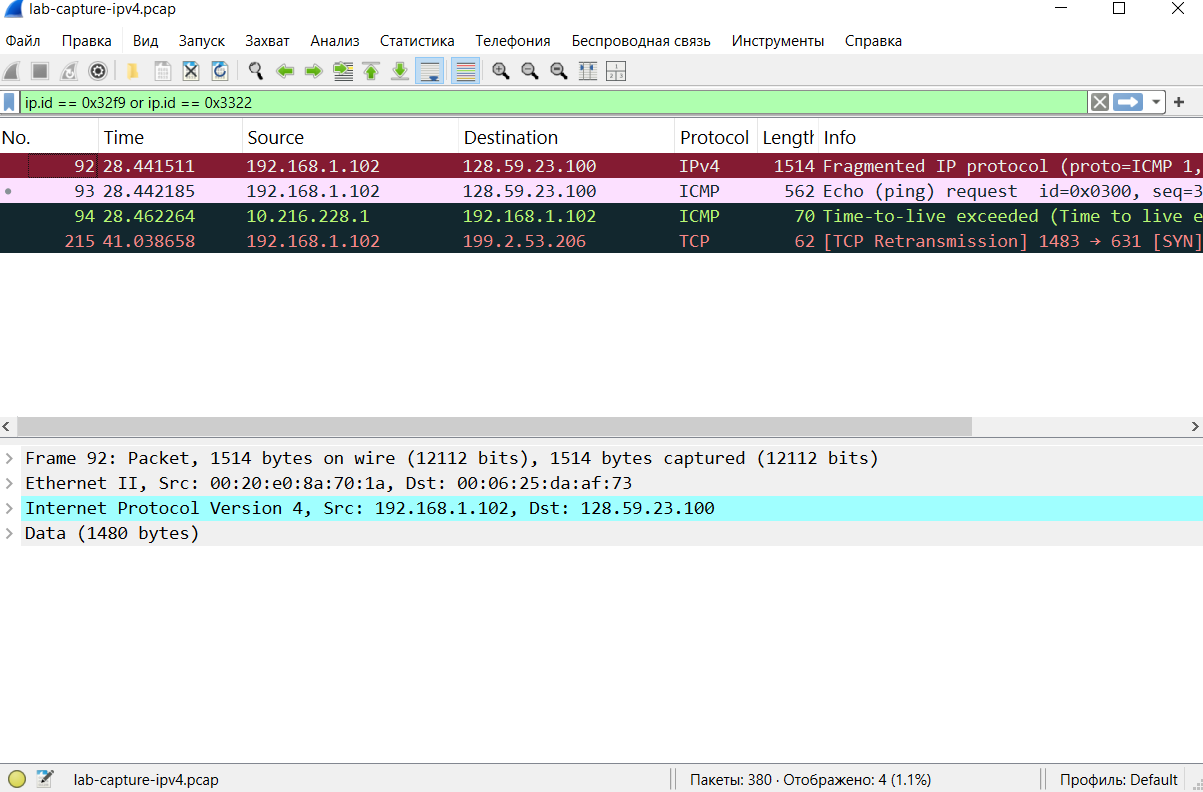 lab-capture-ipv4.pcap
Файл Правка Вид Запуск Захват Анализ Статистика Телефония Беспроводная связь Инструменты Справка
ip.id == 0x32f9 or ip.id == 0x3322
No. Time Source Destination Protocol Length Info
92 28.441511 192.168.1.102 128.59.23.100 IPv4 1514 Fragmented IP protocol (proto=ICMP 1,
93 28.442185 192.168.1.102 128.59.23.100 ICMP 562 Echo (ping) request id=0x0300, seq=3
94 28.462264 10.216.228.1 192.168.1.102 ICMP 70 Time-to-live exceeded (Time to live e
215 41.038658 192.168.1.102 199.2.53.206 TCP 62 [TCP Retransmission] 1483 → 631 [SYN]
Frame 92: Packet, 1514 bytes on wire (12112 bits), 1514 bytes captured (12112 bits)
Ethernet II, Src: 00:20:e0:8a:70:1a, Dst: 00:06:25:da:af:73
Internet Protocol Version 4, Src: 192.168.1.102, Dst: 128.59.23.100
Data (1480 bytes)
lab-capture-ipv4.pcap Пакеты: 380 · Отображено: 4 (1.1%) Профиль: Default